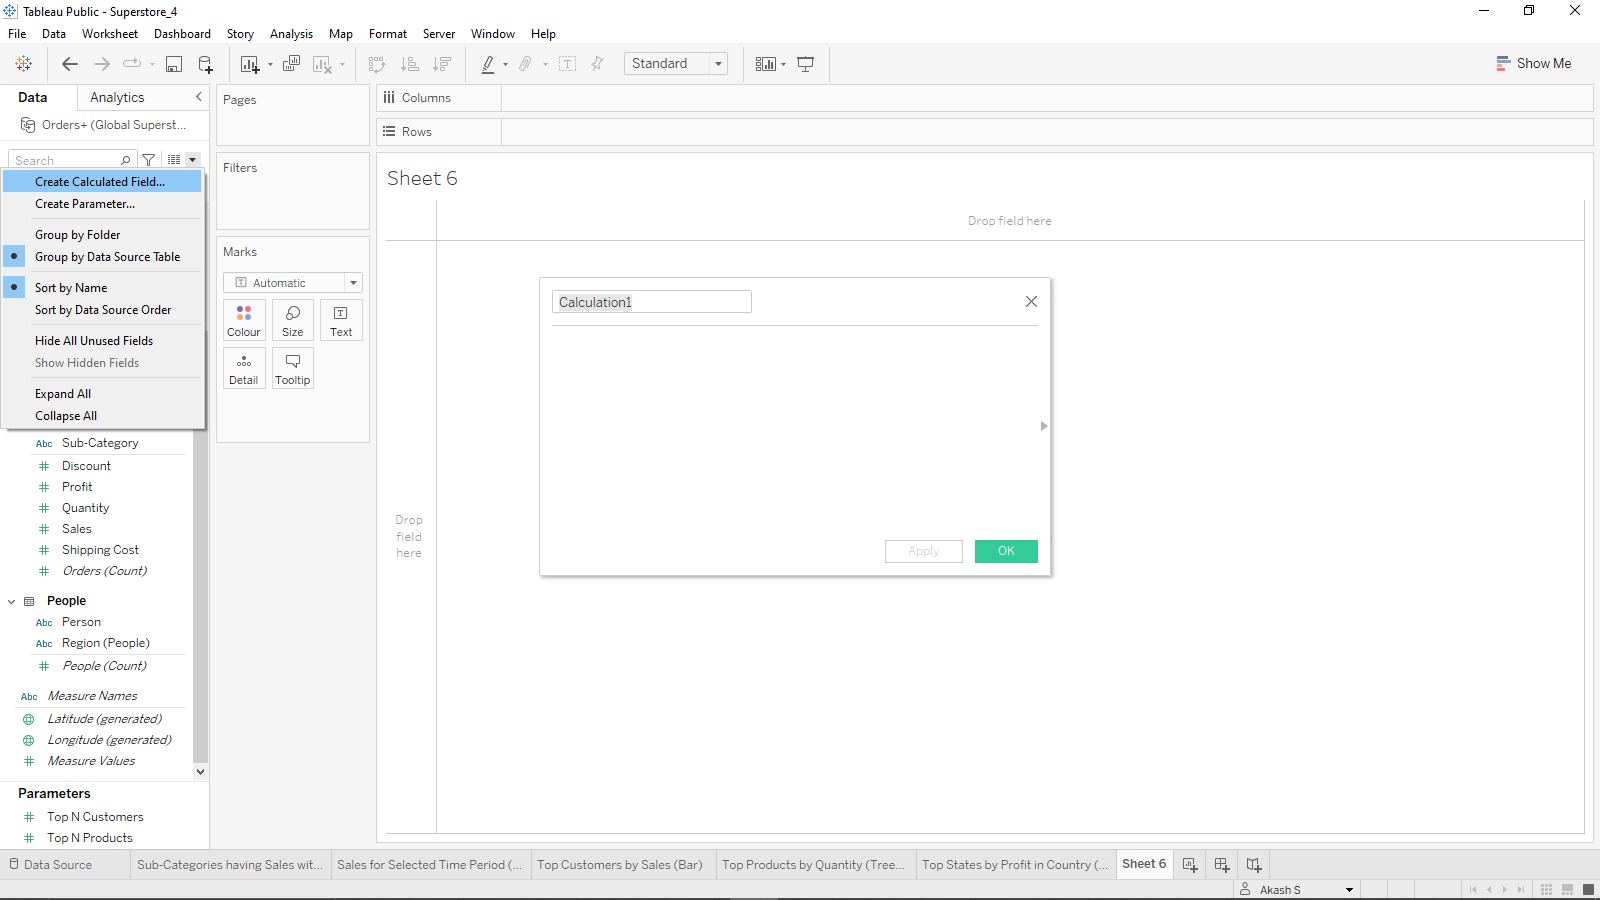 Tableau Public - Superstore_4
File Data Worksheet Dashboard Story Analysis Map Format Server Window Help
Standard
Show Me
Data Analytics
Orders+ (Global Superst...
Search
Create Calculated Field...
Create Parameter...
Group by Folder
Group by Data Source Table
Sort by Name
Sort by Data Source Order
Hide All Unused Fields
Show Hidden Fields
Expand All
Collapse All
Abc Sub-Category
Discount
Profit
Quantity
Sales
Shipping Cost
Orders (Count)
People
Abc Person
Abc Region (People)
People (Count)
Abc Measure Names
Latitude (generated)
Longitude (generated)
Measure Values
Parameters
Top N Customers
Top N Products
Pages
Filters
Marks
Automatic
Colour Size Text
Detail Tooltip
Columns
Rows
Sheet 6
Drop field here
Drop
field
here
Calculation1
Apply OK
Data Source Sub-Categories having Sales wit... Sales for Selected Time Period (... Top Customers by Sales (Bar) Top Products by Quantity (Tree... Top States by Profit in Country (... Sheet 6
Akash S